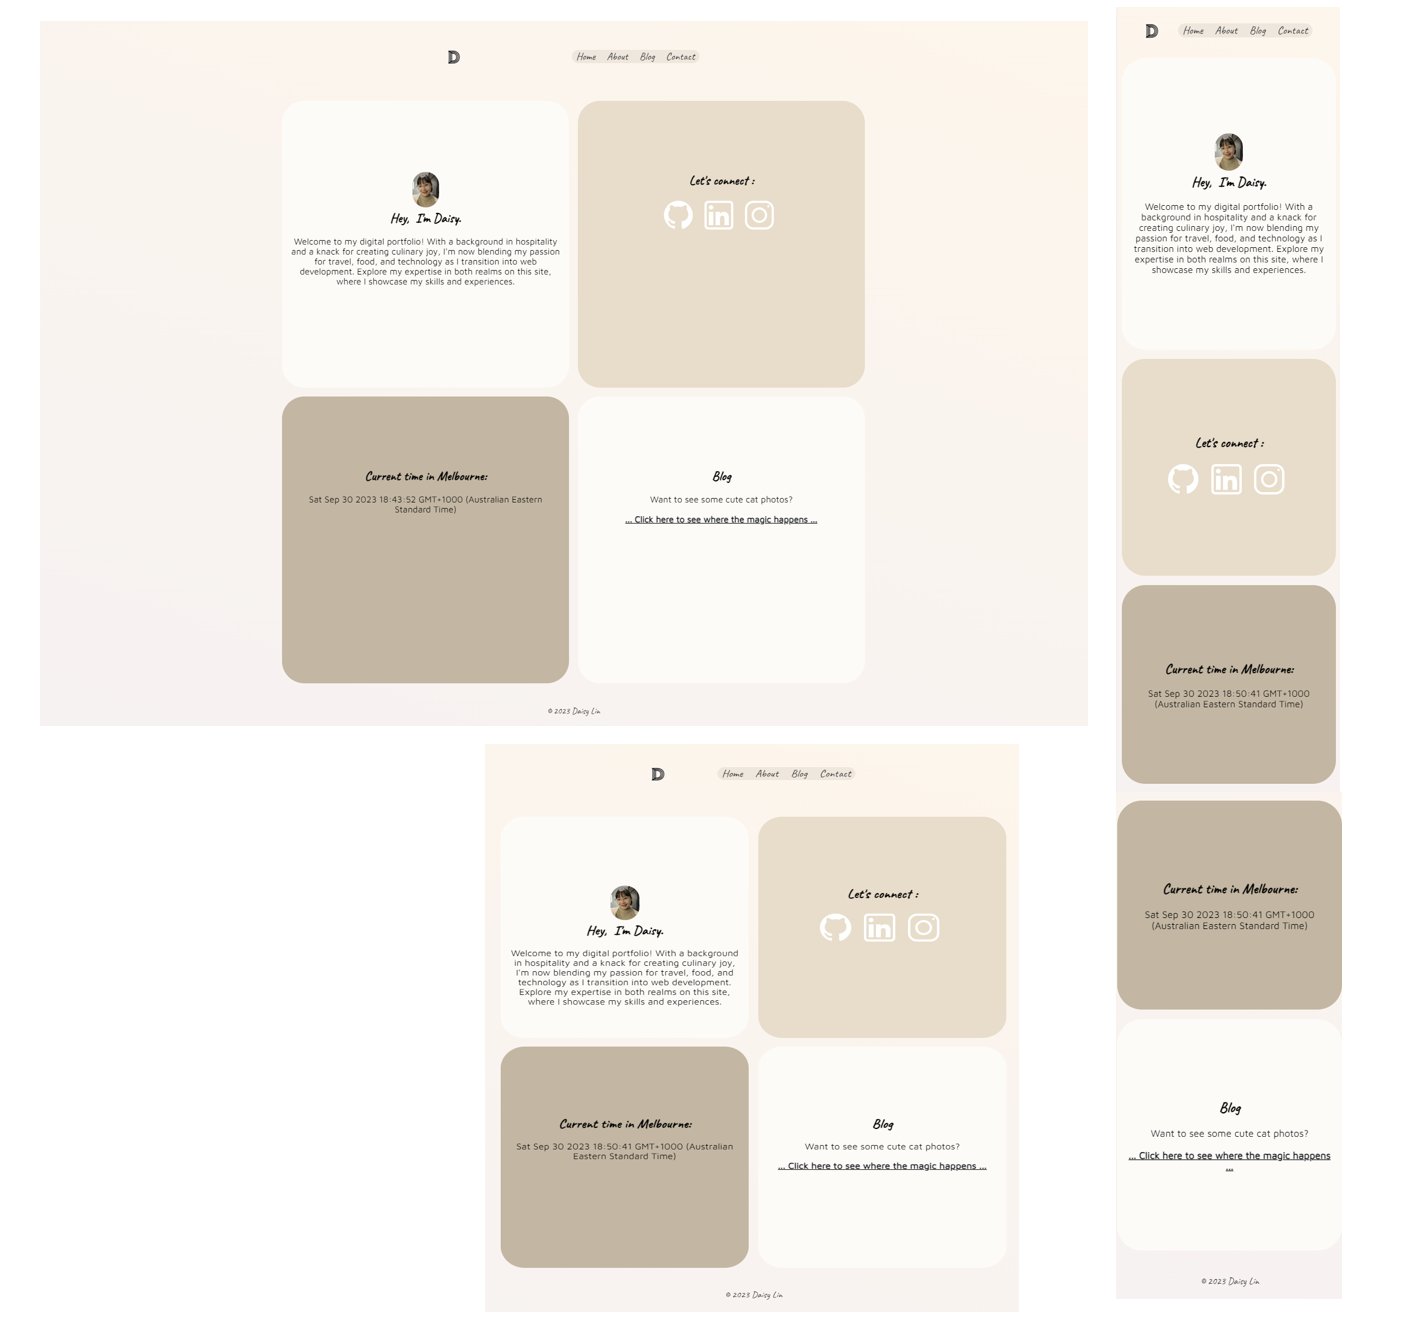 D
Home About Blog Contact
Hey, I'm Daisy.
Welcome to my digital portfolio! With a background in hospitality
and a knack for creating culinary joy, I'm now blending my passion
for travel, food, and technology as I transition into web
development. Explore my expertise in both realms on this site,
where I showcase my skills and experiences.
Let's connect :
in
Current time in Melbourne:
Sat Sep 30 2023 18:43:52 GMT+1000 (Australian Eastern
Standard Time)
Blog
Want to see some cute cat photos?
... Click here to see where the magic happens ...
© 2023 Daisy Lin
D
Home About Blog Contact
Hey, I'm Daisy.
Welcome to my digital portfolio! With a background
in hospitality and a knack for creating culinary joy,
I'm now blending my passion for travel, food, and
technology as I transition into web development.
Explore my expertise in both realms on this site,
where I showcase my skills and experiences.
Let's connect :
in
Current time in Melbourne:
Sat Sep 30 2023 18:50:41 GMT+1000 (Australian
Eastern Standard Time)
Blog
Want to see some cute cat photos?
... Click here to see where the magic happens ...
© 2023 Daisy Lin
D
Home About Blog Contact
Hey, I'm Daisy.
Welcome to my digital portfolio! With a
background in hospitality and a knack for
creating culinary joy, I'm now blending my
passion for travel, food, and technology as I
transition into web development. Explore my
expertise in both realms on this site, where I
showcase my skills and experiences.
Let's connect :
in
Current time in Melbourne:
Sat Sep 30 2023 18:50:41 GMT+1000
(Australian Eastern Standard Time)
Current time in Melbourne:
Sat Sep 30 2023 18:50:41 GMT+1000
(Australian Eastern Standard Time)
Blog
Want to see some cute cat photos?
... Click here to see where the magic happens
...
© 2023 Daisy Lin